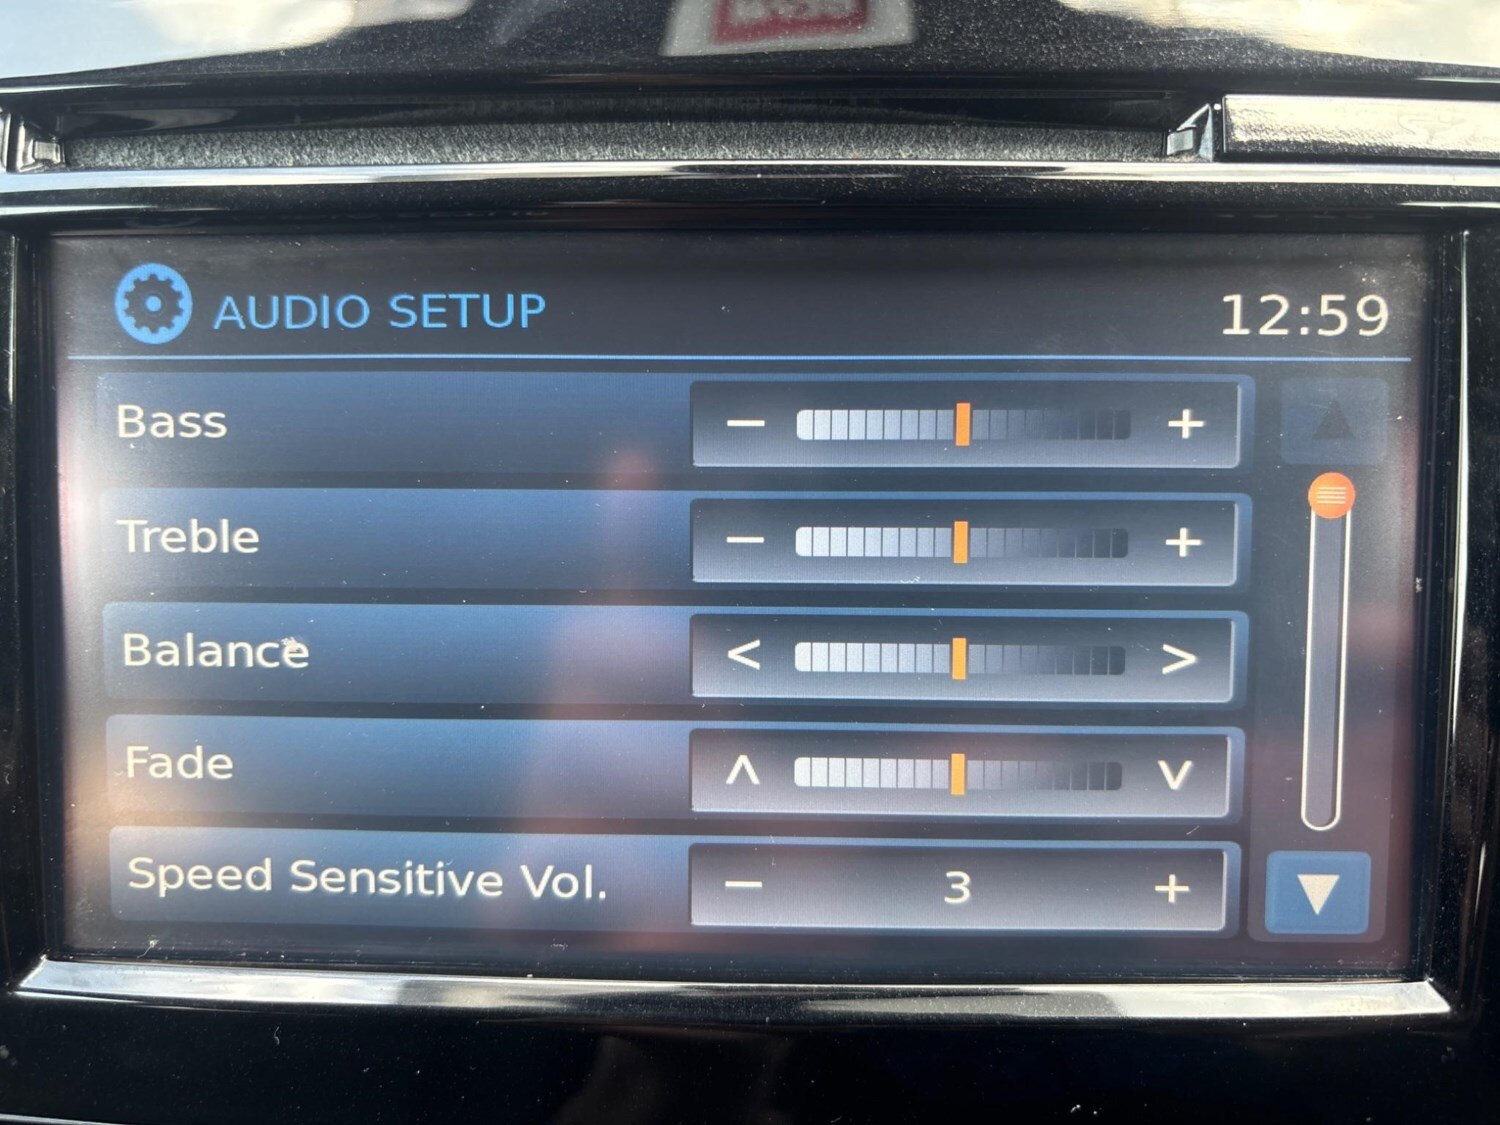 AUDIO SETUP
12:59
Bass
− +
Treble
− +
Balance
< >
Fade
ʌ v
Speed Sensitive Vol.
− 3 +